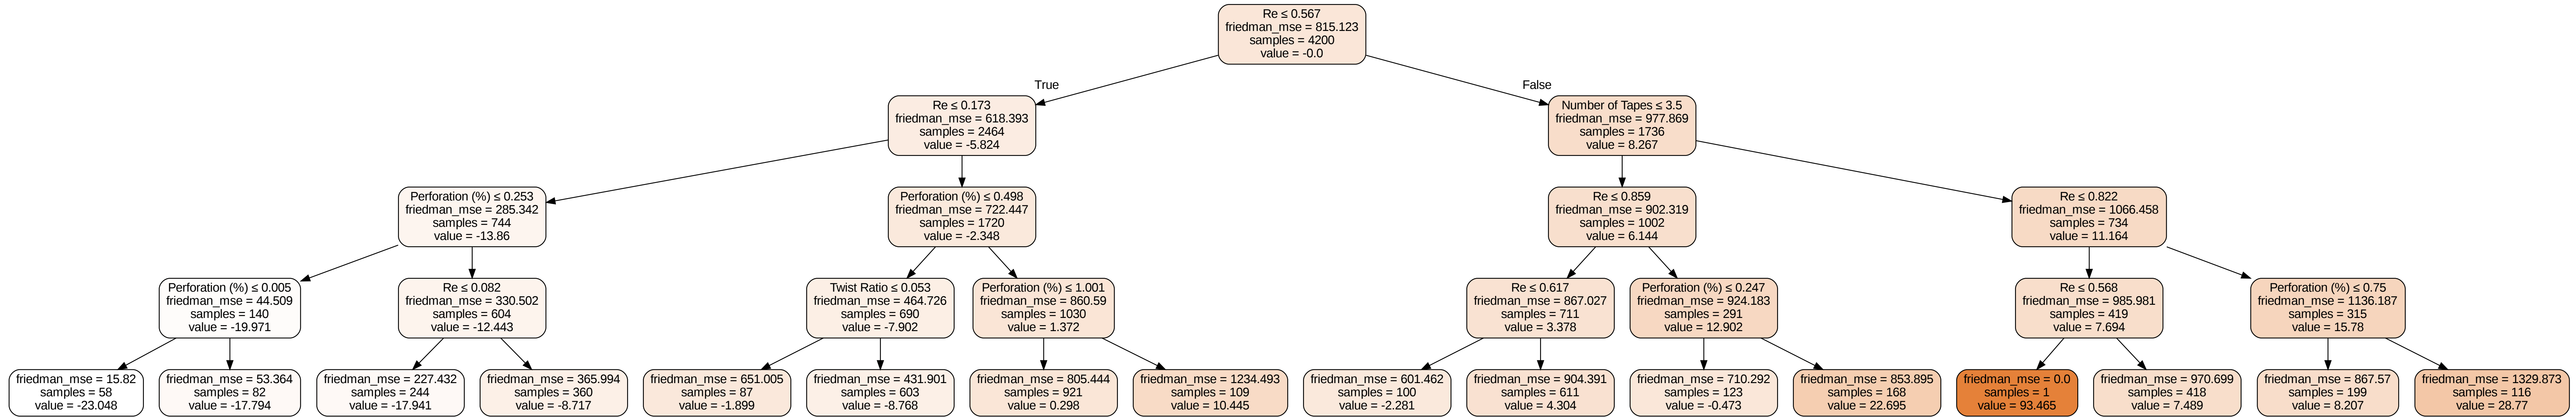 Re ≤ 0.567
friedman_mse = 815.123
samples = 4200
value = -0.0
True
False
Re ≤ 0.173
friedman_mse = 618.393
samples = 2464
value = -5.824
Number of Tapes ≤ 3.5
friedman_mse = 977.869
samples = 1736
value = 8.267
Perforation (%) ≤ 0.253
friedman_mse = 285.342
samples = 744
value = -13.86
Perforation (%) ≤ 0.498
friedman_mse = 722.447
samples = 1720
value = -2.348
Re ≤ 0.859
friedman_mse = 902.319
samples = 1002
value = 6.144
Re ≤ 0.822
friedman_mse = 1066.458
samples = 734
value = 11.164
Perforation (%) ≤ 0.005
friedman_mse = 44.509
samples = 140
value = -19.971
Re ≤ 0.082
friedman_mse = 330.502
samples = 604
value = -12.443
Twist Ratio ≤ 0.053
friedman_mse = 464.726
samples = 690
value = -7.902
Perforation (%) ≤ 1.001
friedman_mse = 860.59
samples = 1030
value = 1.372
Re ≤ 0.617
friedman_mse = 867.027
samples = 711
value = 3.378
Perforation (%) ≤ 0.247
friedman_mse = 924.183
samples = 291
value = 12.902
Re ≤ 0.568
friedman_mse = 985.981
samples = 419
value = 7.694
Perforation (%) ≤ 0.75
friedman_mse = 1136.187
samples = 315
value = 15.78
friedman_mse = 15.82
samples = 58
value = -23.048
friedman_mse = 53.364
samples = 82
value = -17.794
friedman_mse = 227.432
samples = 244
value = -17.941
friedman_mse = 365.994
samples = 360
value = -8.717
friedman_mse = 651.005
samples = 87
value = -1.899
friedman_mse = 431.901
samples = 603
value = -8.768
friedman_mse = 805.444
samples = 921
value = 0.298
friedman_mse = 1234.493
samples = 109
value = 10.445
friedman_mse = 601.462
samples = 100
value = -2.281
friedman_mse = 904.391
samples = 611
value = 4.304
friedman_mse = 710.292
samples = 123
value = -0.473
friedman_mse = 853.895
samples = 168
value = 22.695
friedman_mse = 0.0
samples = 1
value = 93.465
friedman_mse = 970.699
samples = 418
value = 7.489
friedman_mse = 867.57
samples = 199
value = 8.207
friedman_mse = 1329.873
samples = 116
value = 28.77